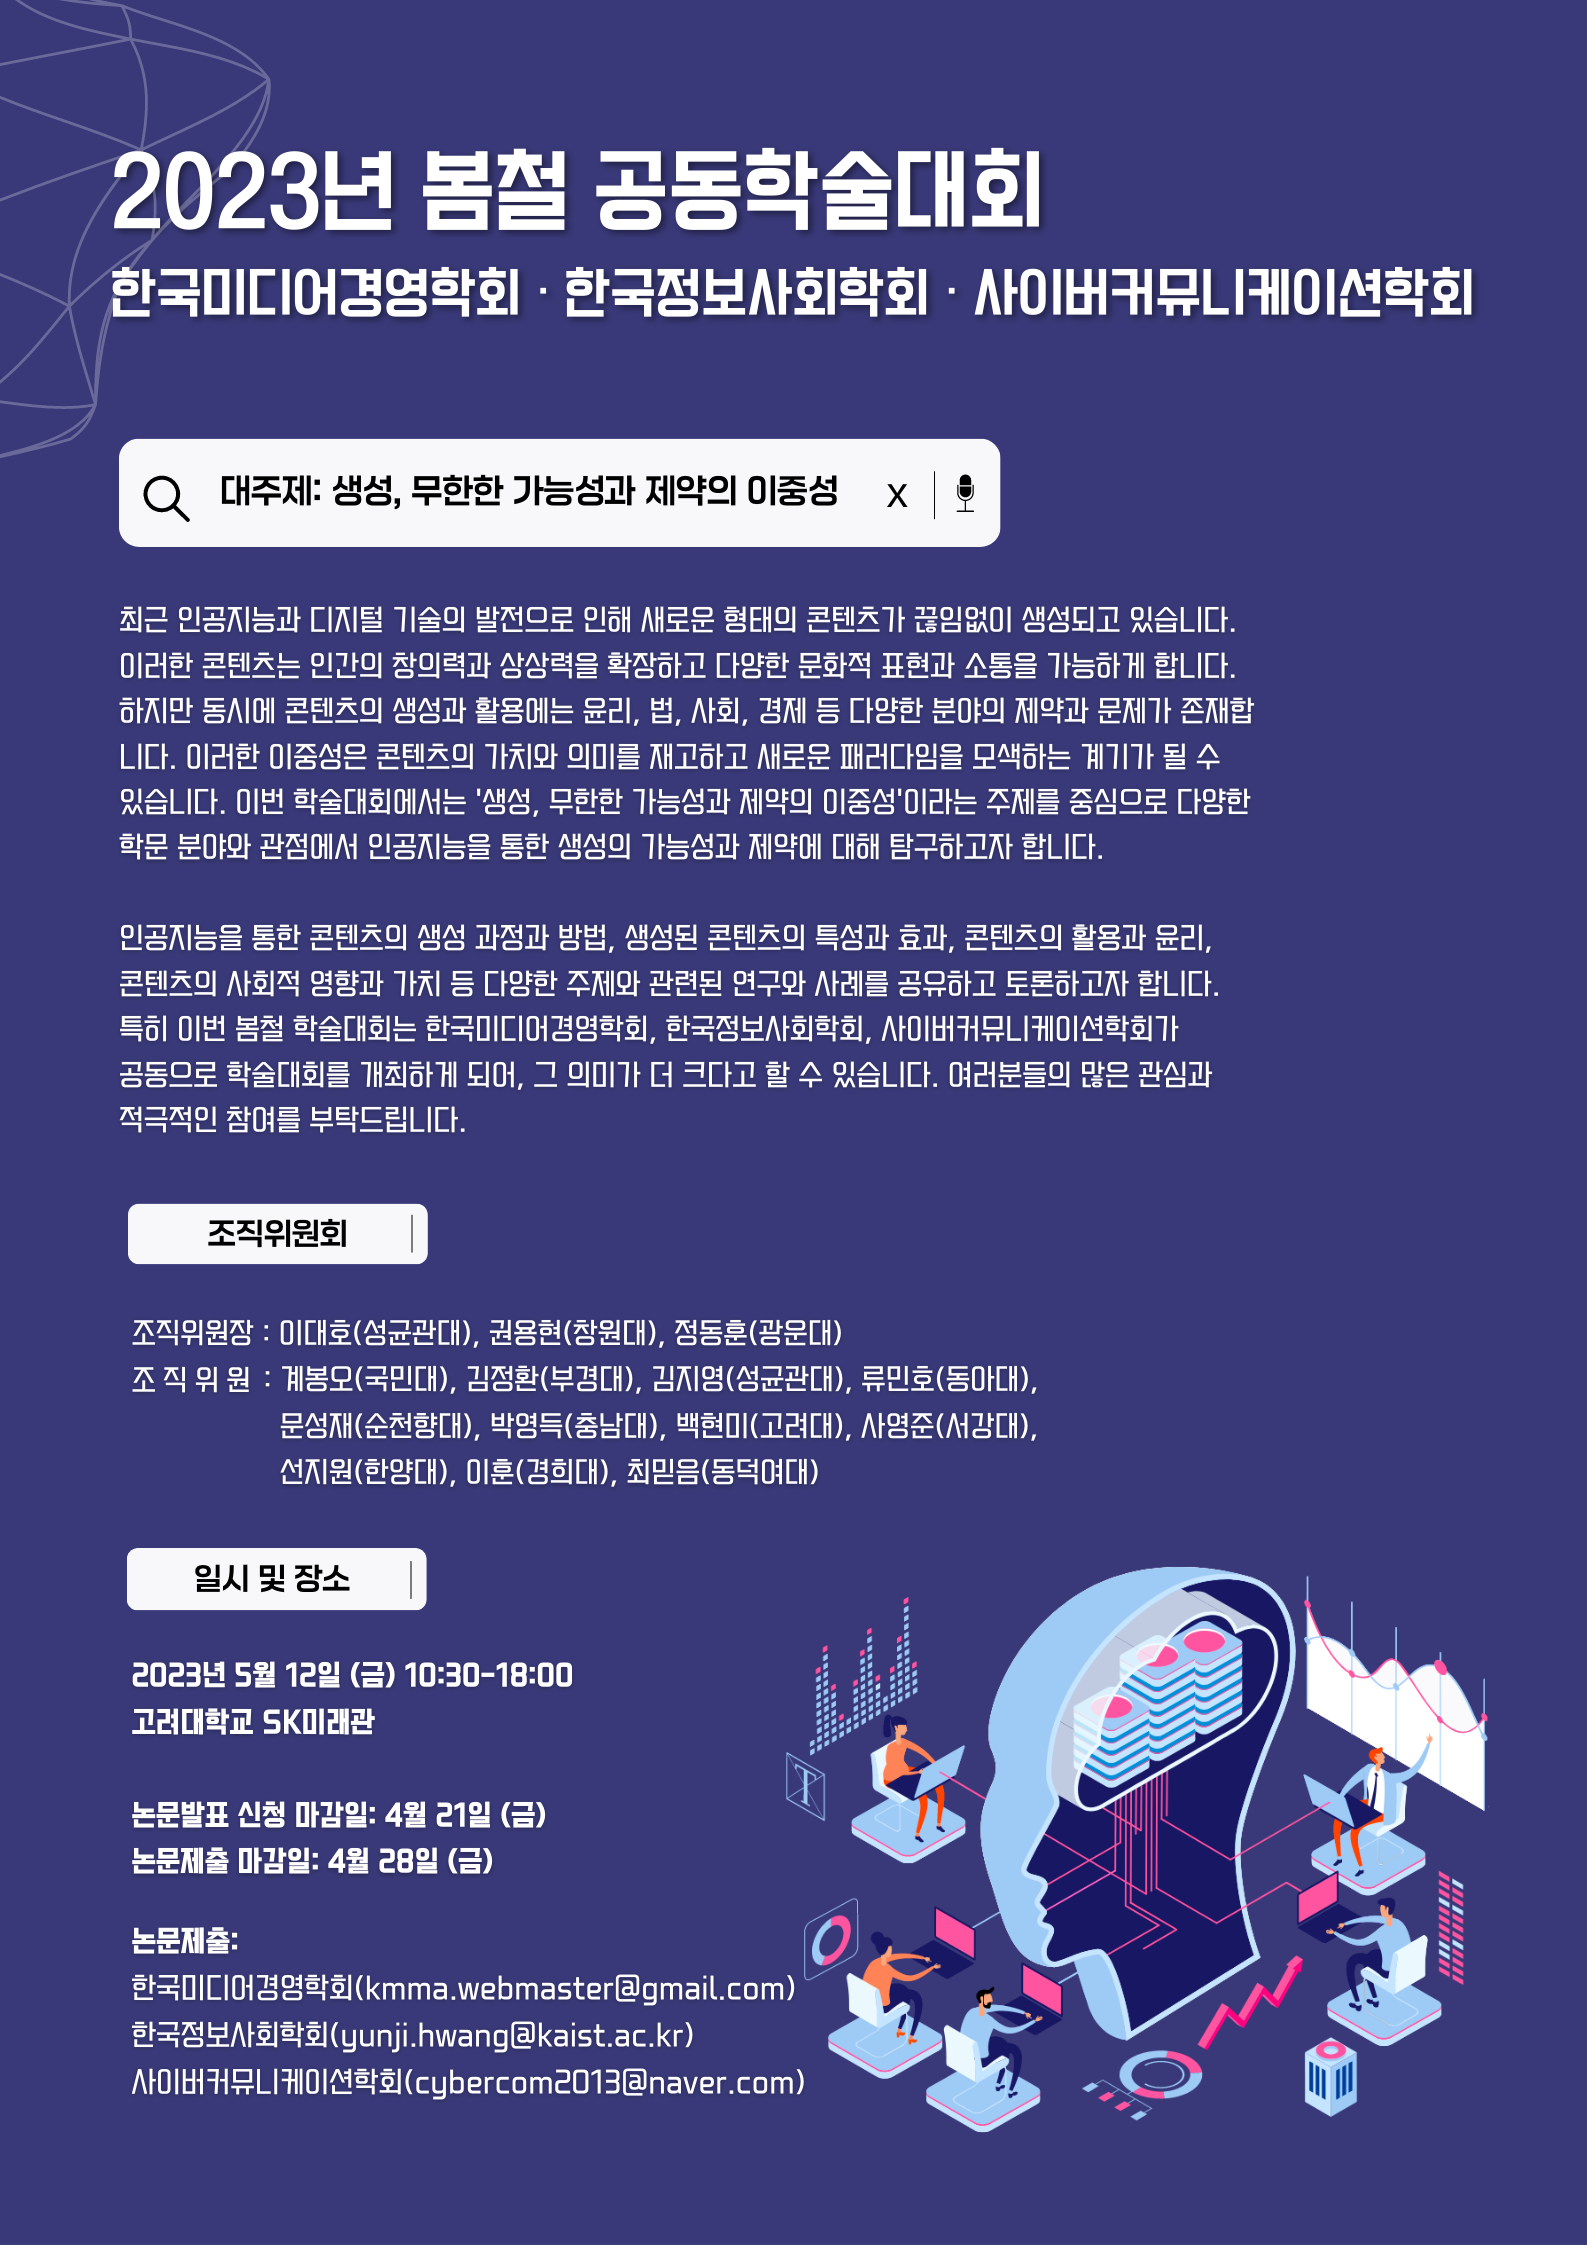 2023년 봄철 공동학술대회
한국미디어경영학회 · 한국정보사회학회 · 사이버커뮤니케이션학회
대주제: 생성, 무한한 가능성과 제약의 이중성 X
최근 인공지능과 디지털 기술의 발전으로 인해 새로운 형태의 콘텐츠가 끊임없이 생성되고 있습니다.
이러한 콘텐츠는 인간의 창의력과 상상력을 확장하고 다양한 문화적 표현과 소통을 가능하게 합니다.
하지만 동시에 콘텐츠의 생성과 활용에는 윤리, 법, 사회, 경제 등 다양한 분야의 제약과 문제가 존재합
니다. 이러한 이중성은 콘텐츠의 가치와 의미를 재고하고 새로운 패러다임을 모색하는 계기가 될 수
있습니다. 이번 학술대회에서는 '생성, 무한한 가능성과 제약의 이중성'이라는 주제를 중심으로 다양한
학문 분야와 관점에서 인공지능을 통한 생성의 가능성과 제약에 대해 탐구하고자 합니다.
인공지능을 통한 콘텐츠의 생성 과정과 방법, 생성된 콘텐츠의 특성과 효과, 콘텐츠의 활용과 윤리,
콘텐츠의 사회적 영향과 가치 등 다양한 주제와 관련된 연구와 사례를 공유하고 토론하고자 합니다.
특히 이번 봄철 학술대회는 한국미디어경영학회, 한국정보사회학회, 사이버커뮤니케이션학회가
공동으로 학술대회를 개최하게 되어, 그 의미가 더 크다고 할 수 있습니다. 여러분들의 많은 관심과
적극적인 참여를 부탁드립니다.
조직위원회
조직위원장 : 이대호(성균관대), 권용현(창원대), 정동훈(광운대)
조 직 위 원 : 계봉오(국민대), 김정환(부경대), 김지영(성균관대), 류민호(동아대),
문성재(순천향대), 박영득(충남대), 백현미(고려대), 사영준(서강대),
선지원(한양대), 이훈(경희대), 최믿음(동덕여대)
일시 및 장소
2023년 5월 12일 (금) 10:30-18:00
고려대학교 SK미래관
논문발표 신청 마감일: 4월 21일 (금)
논문제출 마감일: 4월 28일 (금)
논문제출:
한국미디어경영학회(kmma.webmaster@gmail.com)
한국정보사회학회(yunji.hwang@kaist.ac.kr)
사이버커뮤니케이션학회(cybercom2013@naver.com)
T